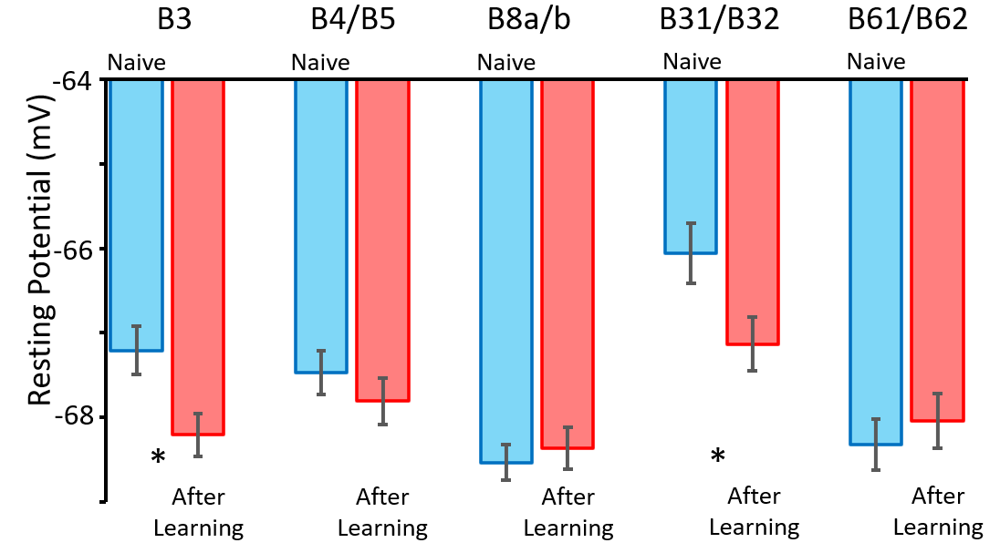 B3 B4/B5 B8a/b B31/B32 B61/B62
Naive Naive Naive Naive Naive
-64
Resting Potential (mV)
-66
-68
* *
After After After After After
Learning Learning Learning Learning Learning